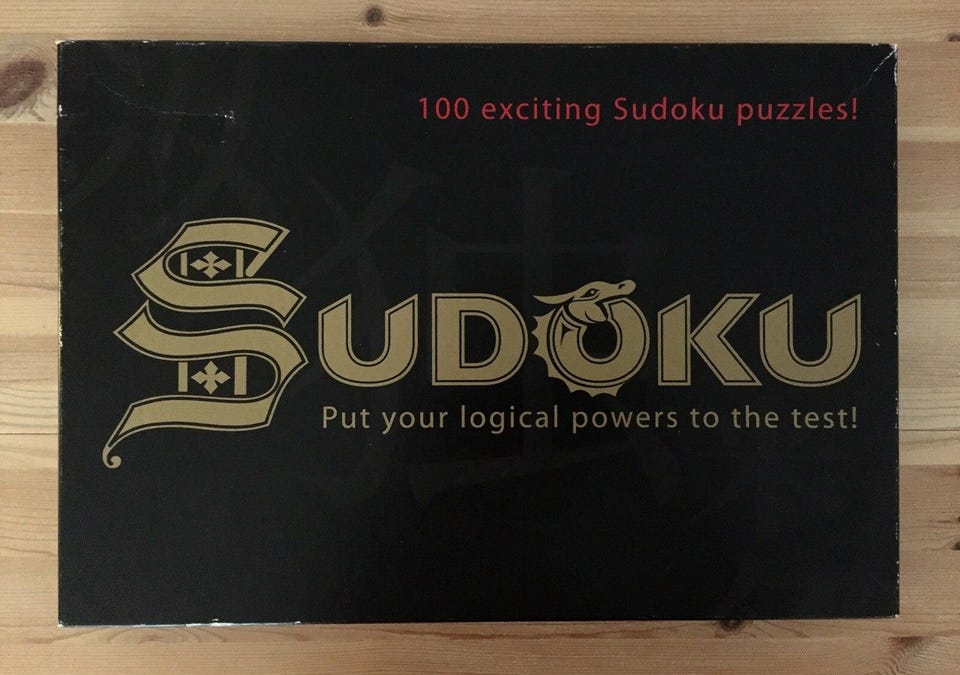 100 exciting Sudoku puzzles!
SUDOKU
Put your logical powers to the test!